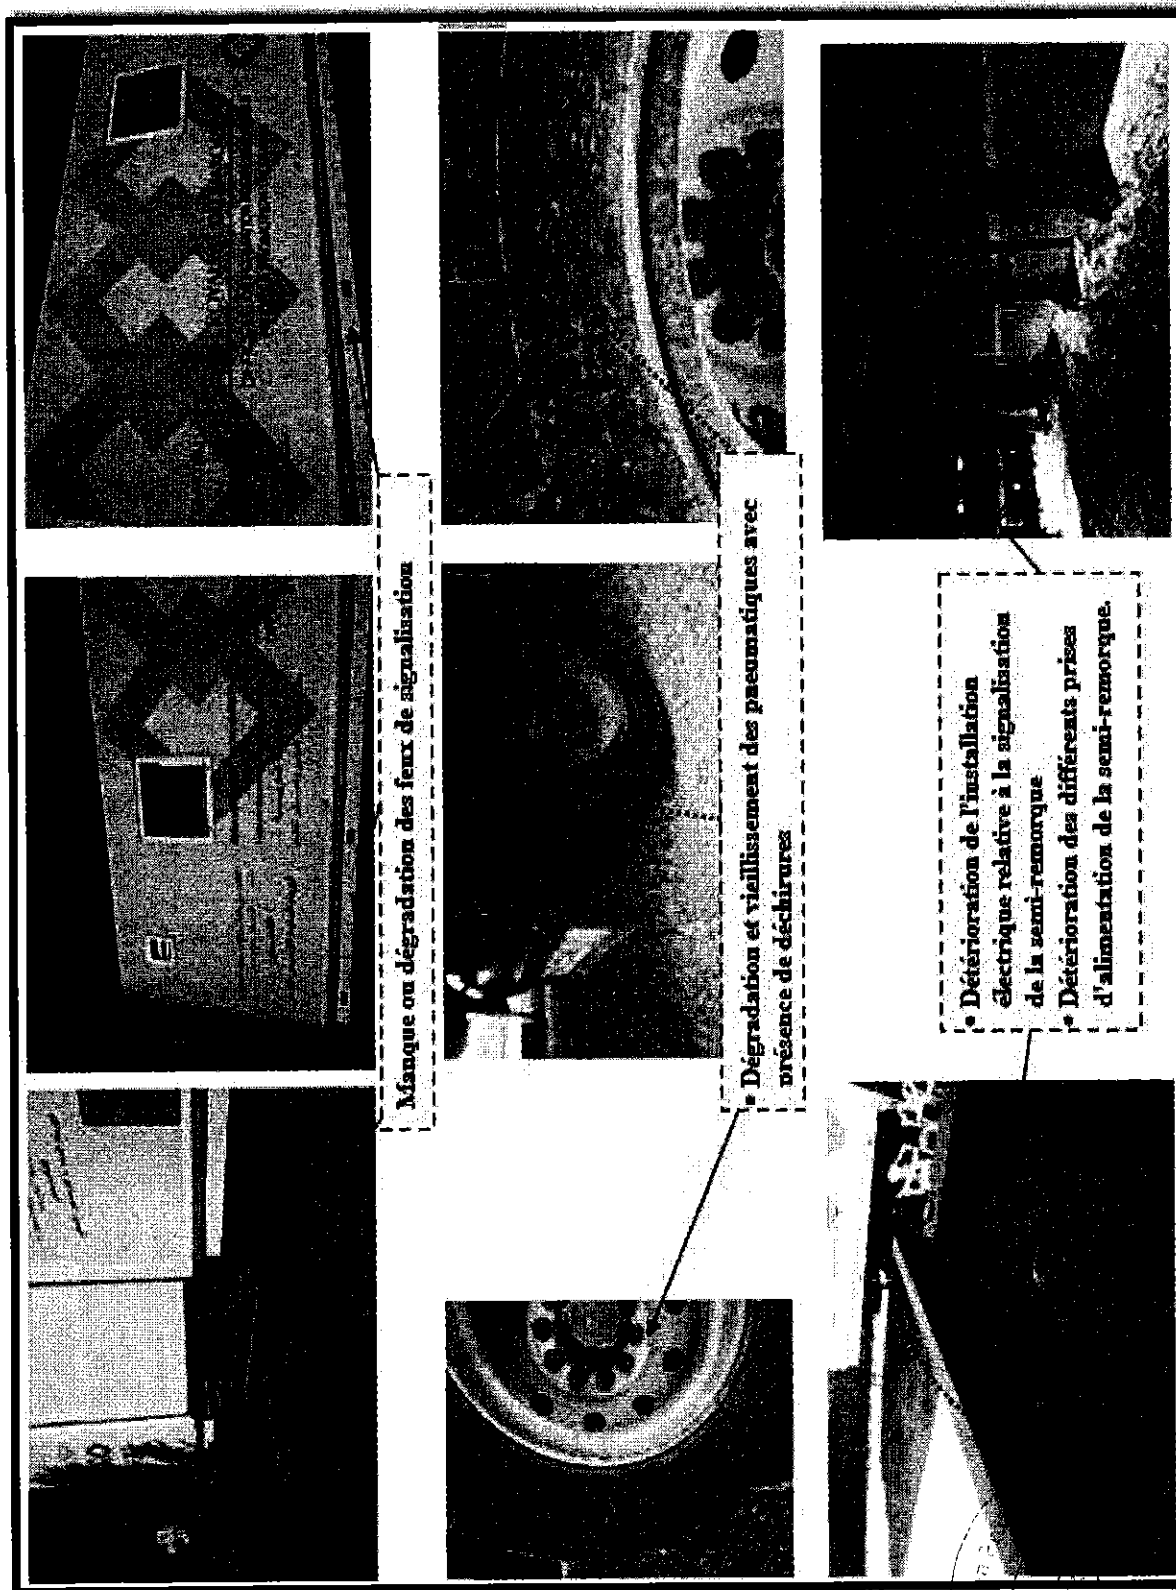 Manque ou dégradation des feux de signalisation
• Dégradation et vieillissement des pneumatiques avec
présence de déchirures
• Détérioration de l'installation
électrique relative à la signalisation
de la semi-remorque
• Détérioration des différents prises
d'alimentation de la semi-remorque.